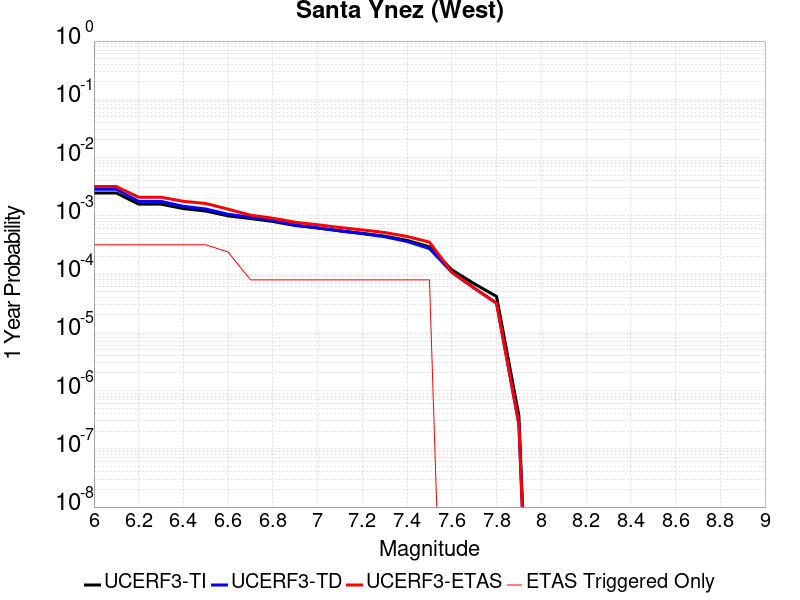 Santa Ynez (West)
1 Year Probability
10^0
10^-1
10^-2
10^-3
10^-4
10^-5
10^-6
10^-7
10^-8
6 6.2 6.4 6.6 6.8 7 7.2 7.4 7.6 7.8 8 8.2 8.4 8.6 8.8 9
Magnitude
UCERF3-TI UCERF3-TD UCERF3-ETAS ETAS Triggered Only